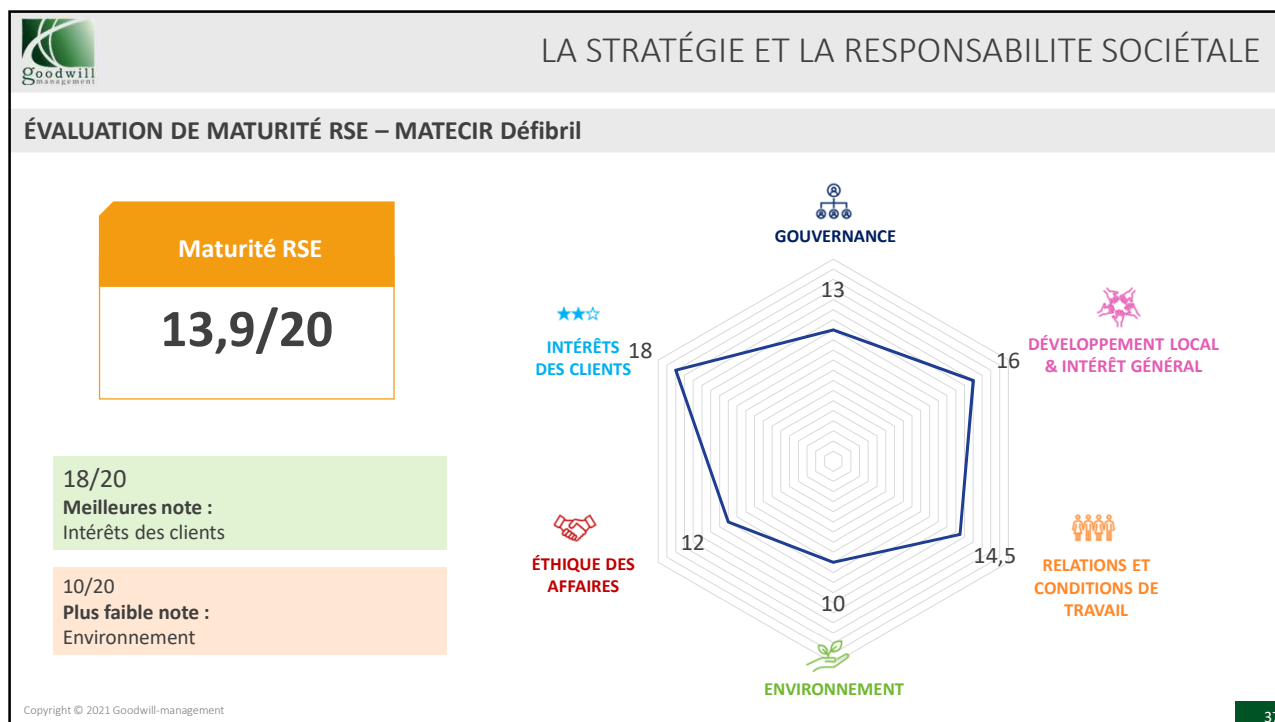 goodwill
management
LA STRATÉGIE ET LA RESPONSABILITE SOCIÉTALE
ÉVALUATION DE MATURITÉ RSE – MATECIR Défibril
Maturité RSE
13,9/20
18/20
Meilleures note :
Intérêts des clients
10/20
Plus faible note :
Environnement
GOUVERNANCE
13
DÉVELOPPEMENT LOCAL
& INTÉRÊT GÉNÉRAL
16
RELATIONS ET
CONDITIONS DE
TRAVAIL
14,5
ENVIRONNEMENT
10
ÉTHIQUE DES
AFFAIRES
12
INTÉRÊTS
DES CLIENTS
18
Copyright © 2021 Goodwill-management